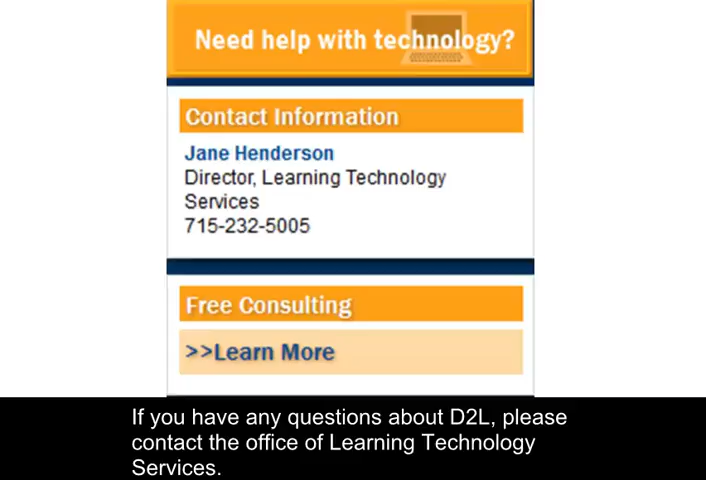 Need help with technology?
Contact Information
Jane Henderson
Director, Learning Technology
Services
715-232-5005
Free Consulting
>>Learn More
If you have any questions about D2L, please
contact the office of Learning Technology
Services.